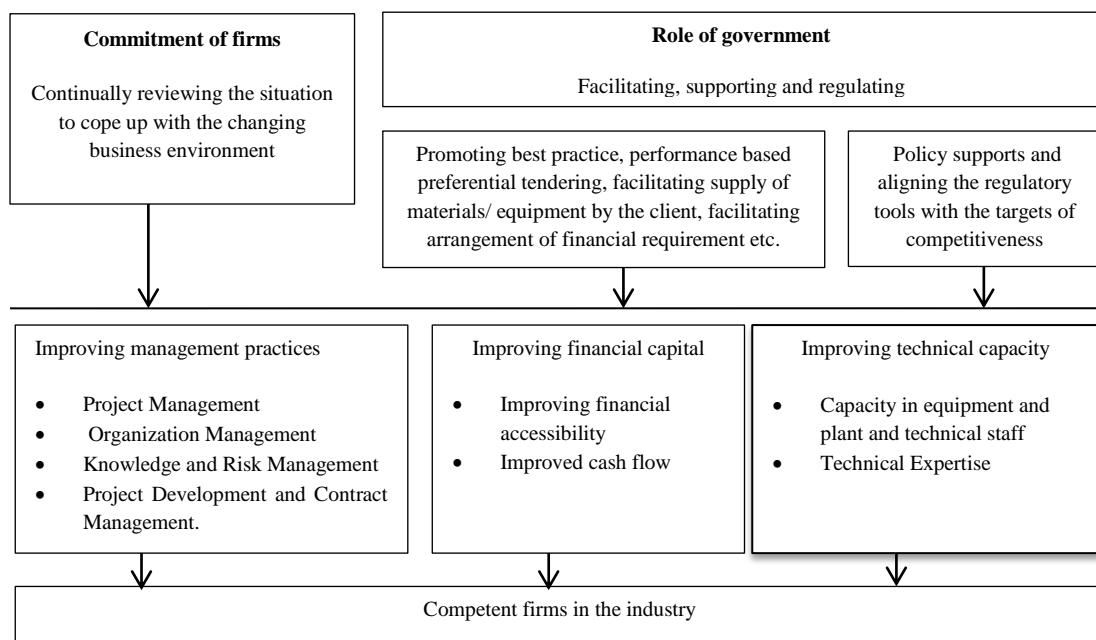 Commitment of firms
Continually reviewing the situation
to cope up with the changing
business environment
Role of government
Facilitating, supporting and regulating
Promoting best practice, performance based
preferential tendering, facilitating supply of
materials/ equipment by the client, facilitating
arrangement of financial requirement etc.
Policy supports and
aligning the regulatory
tools with the targets of
competitiveness
Improving management practices
• Project Management
• Organization Management
• Knowledge and Risk Management
• Project Development and Contract
Management.
Improving financial capital
• Improving financial
accessibility
• Improved cash flow
Improving technical capacity
• Capacity in equipment and
plant and technical staff
• Technical Expertise
Competent firms in the industry